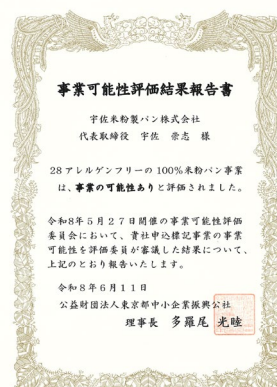 事業可能性評価結果報告書
宇佐米粉製パン株式会社
代表取締役 宇佐 崇志 様
28アレルゲンフリーの100%米粉パン事業
は、事業の可能性ありと評価されました。
令和8年5月27日開催の事業可能性評価
委員会において、貴社申込標記事業の事業
可能性を評価委員が審議した結果について、
上記のとおり報告いたします。
令和8年6月11日
公益財団法人東京都中小企業振興公社
理事長 多羅尾 光睦